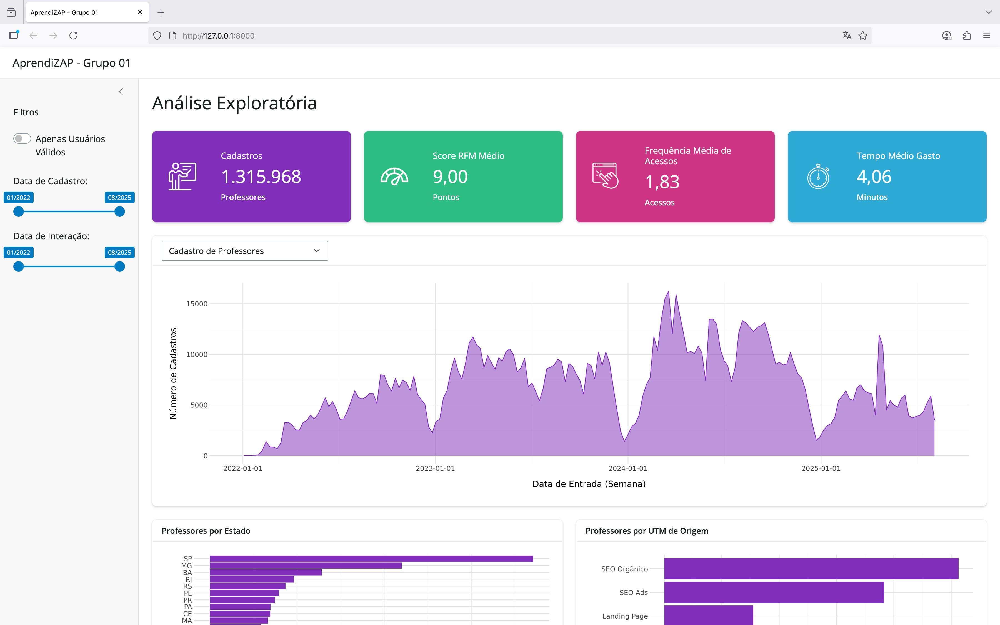 AprendiZAP - Grupo 01
http://127.0.0.1:8000
AprendiZAP - Grupo 01
Filtros
Apenas Usuários
Válidos
Data de Cadastro:
01/2022 08/2025
Data de Interação:
01/2022 08/2025
Análise Exploratória
Cadastros
1.315.968
Professores
Score RFM Médio
9,00
Pontos
Frequência Média de
Acessos
1,83
Acessos
Tempo Médio Gasto
4,06
Minutos
Cadastro de Professores
Número de Cadastros
15000
10000
5000
0
2022-01-01 2023-01-01 2024-01-01 2025-01-01
Data de Entrada (Semana)
Professores por Estado
SP
MG
BA
RJ
RS
PE
PR
PA
CE
MA
Professores por UTM de Origem
SEO Orgânico
SEO Ads
Landing Page